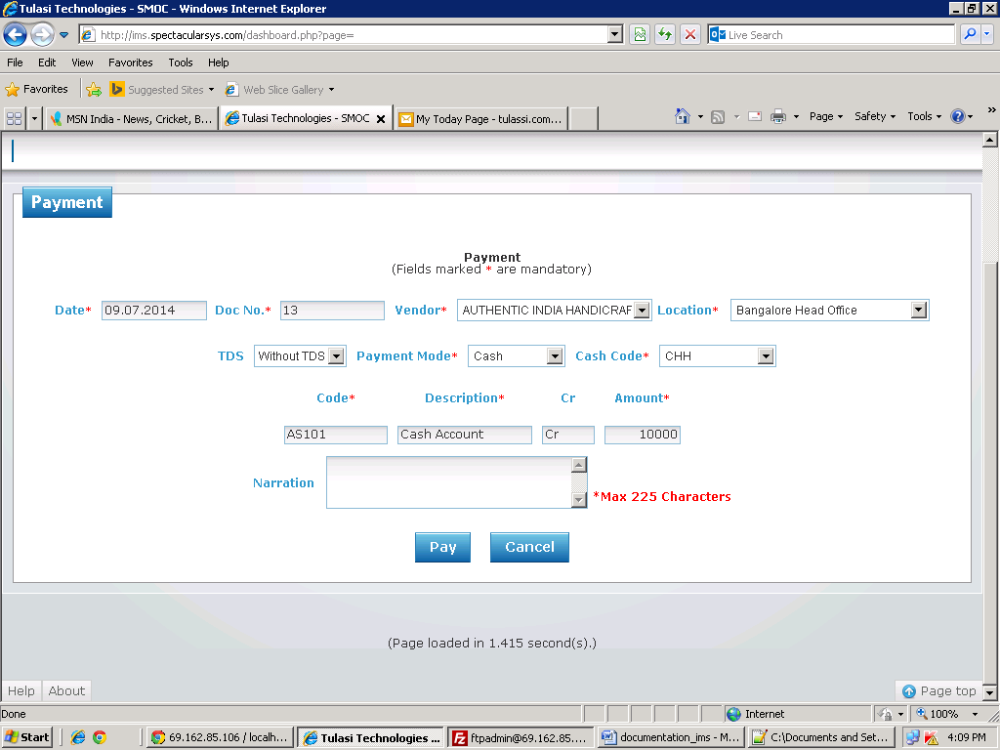 Tulasi Technologies - SMOC - Windows Internet Explorer
http://ims.spectacularsys.com/dashboard.php?page=
Live Search
File Edit View Favorites Tools Help
Favorites Suggested Sites Web Slice Gallery
MSN India - News, Cricket, B... Tulasi Technologies - SMOC My Today Page - tulassi.com... Page Safety Tools »
Payment
Payment
(Fields marked * are mandatory)
Date* 09.07.2014 Doc No.* 13 Vendor* AUTHENTIC INDIA HANDICRAF Location* Bangalore Head Office
TDS Without TDS Payment Mode* Cash Cash Code* CHH
Code* Description* Cr Amount*
AS101 Cash Account Cr 10000
Narration
*Max 225 Characters
Pay Cancel
(Page loaded in 1.415 second(s).)
Help About Page top
Done Internet 100%
Start 69.162.85.106 / localh... Tulasi Technologies ... ftpadmin@69.162.85.... documentation_ims - M... C:\Documents and Set... 4:09 PM